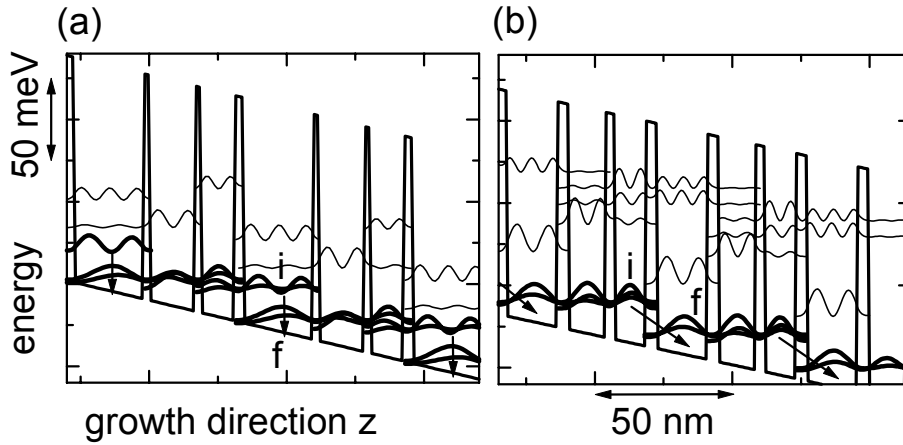 (a)
(b)
50 meV
energy
i
f
i
f
growth direction z
50 nm